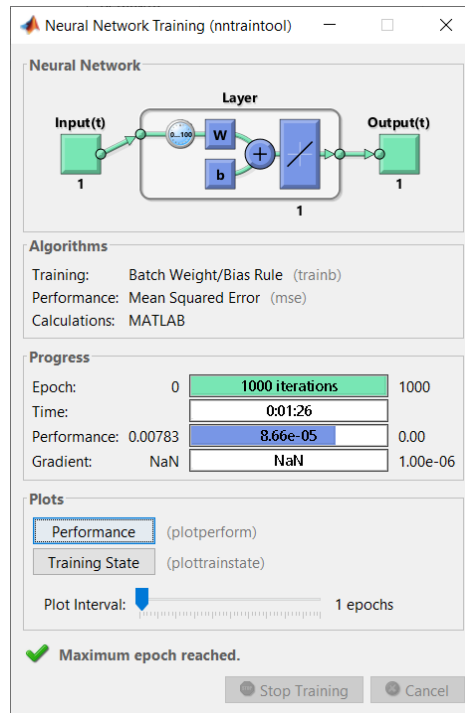 Neural Network Training (nntraintool)
Neural Network
Layer
Input(t)
Output(t)
0...100
W
b
1
1
1
Algorithms
Training: Batch Weight/Bias Rule (trainb)
Performance: Mean Squared Error (mse)
Calculations: MATLAB
Progress
Epoch: 0 1000 iterations 1000
Time: 0:01:26
Performance: 0.00783 8.66e-05 0.00
Gradient: NaN NaN 1.00e-06
Plots
Performance (plotperform)
Training State (plottrainstate)
Plot Interval: 1 epochs
Maximum epoch reached.
Stop Training Cancel